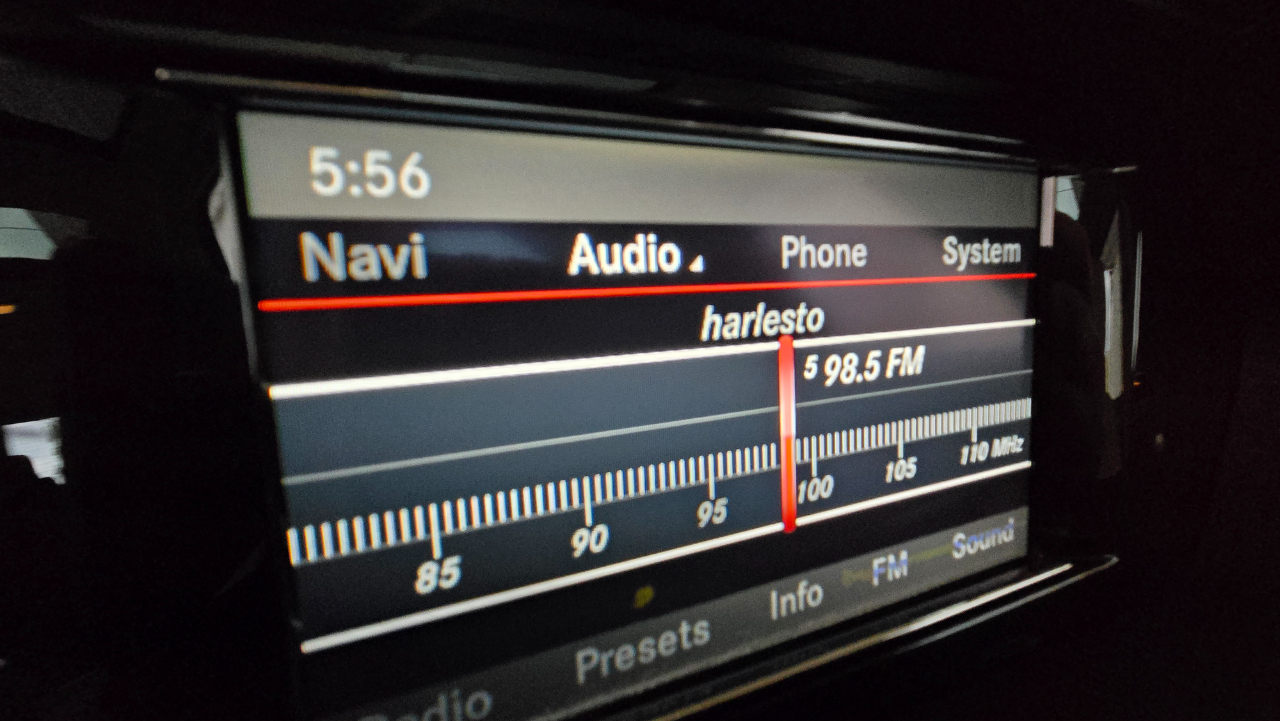 5:56
Navi Audio Phone System
harlesto
5 98.5 FM
85 90 95 100 105 110 MHz
Radio Presets Info FM Sound